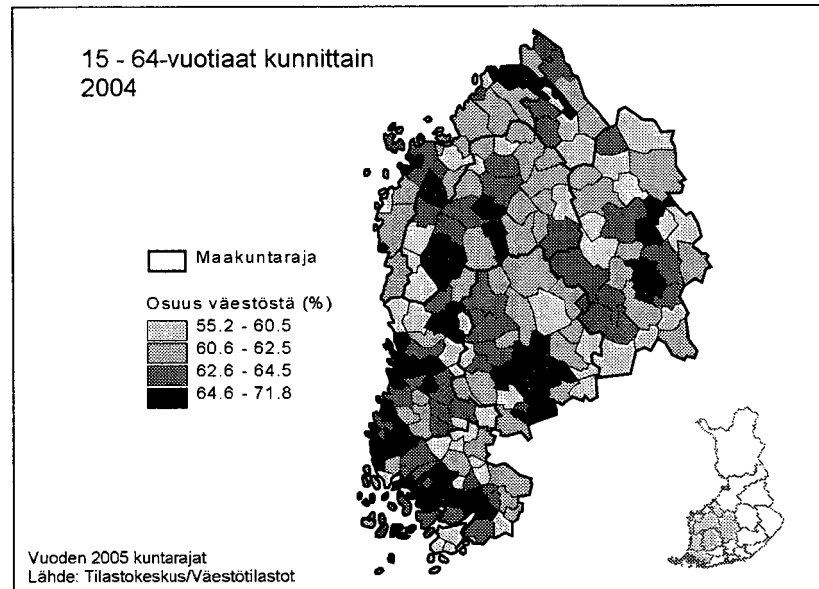 15 - 64-vuotiaat kunnittain
2004
Maakuntaraja
Osuus väestöstä (%)
55.2 - 60.5
60.6 - 62.5
62.6 - 64.5
64.6 - 71.8
Vuoden 2005 kuntarajat
Lähde: Tilastokeskus/Väestötilastot